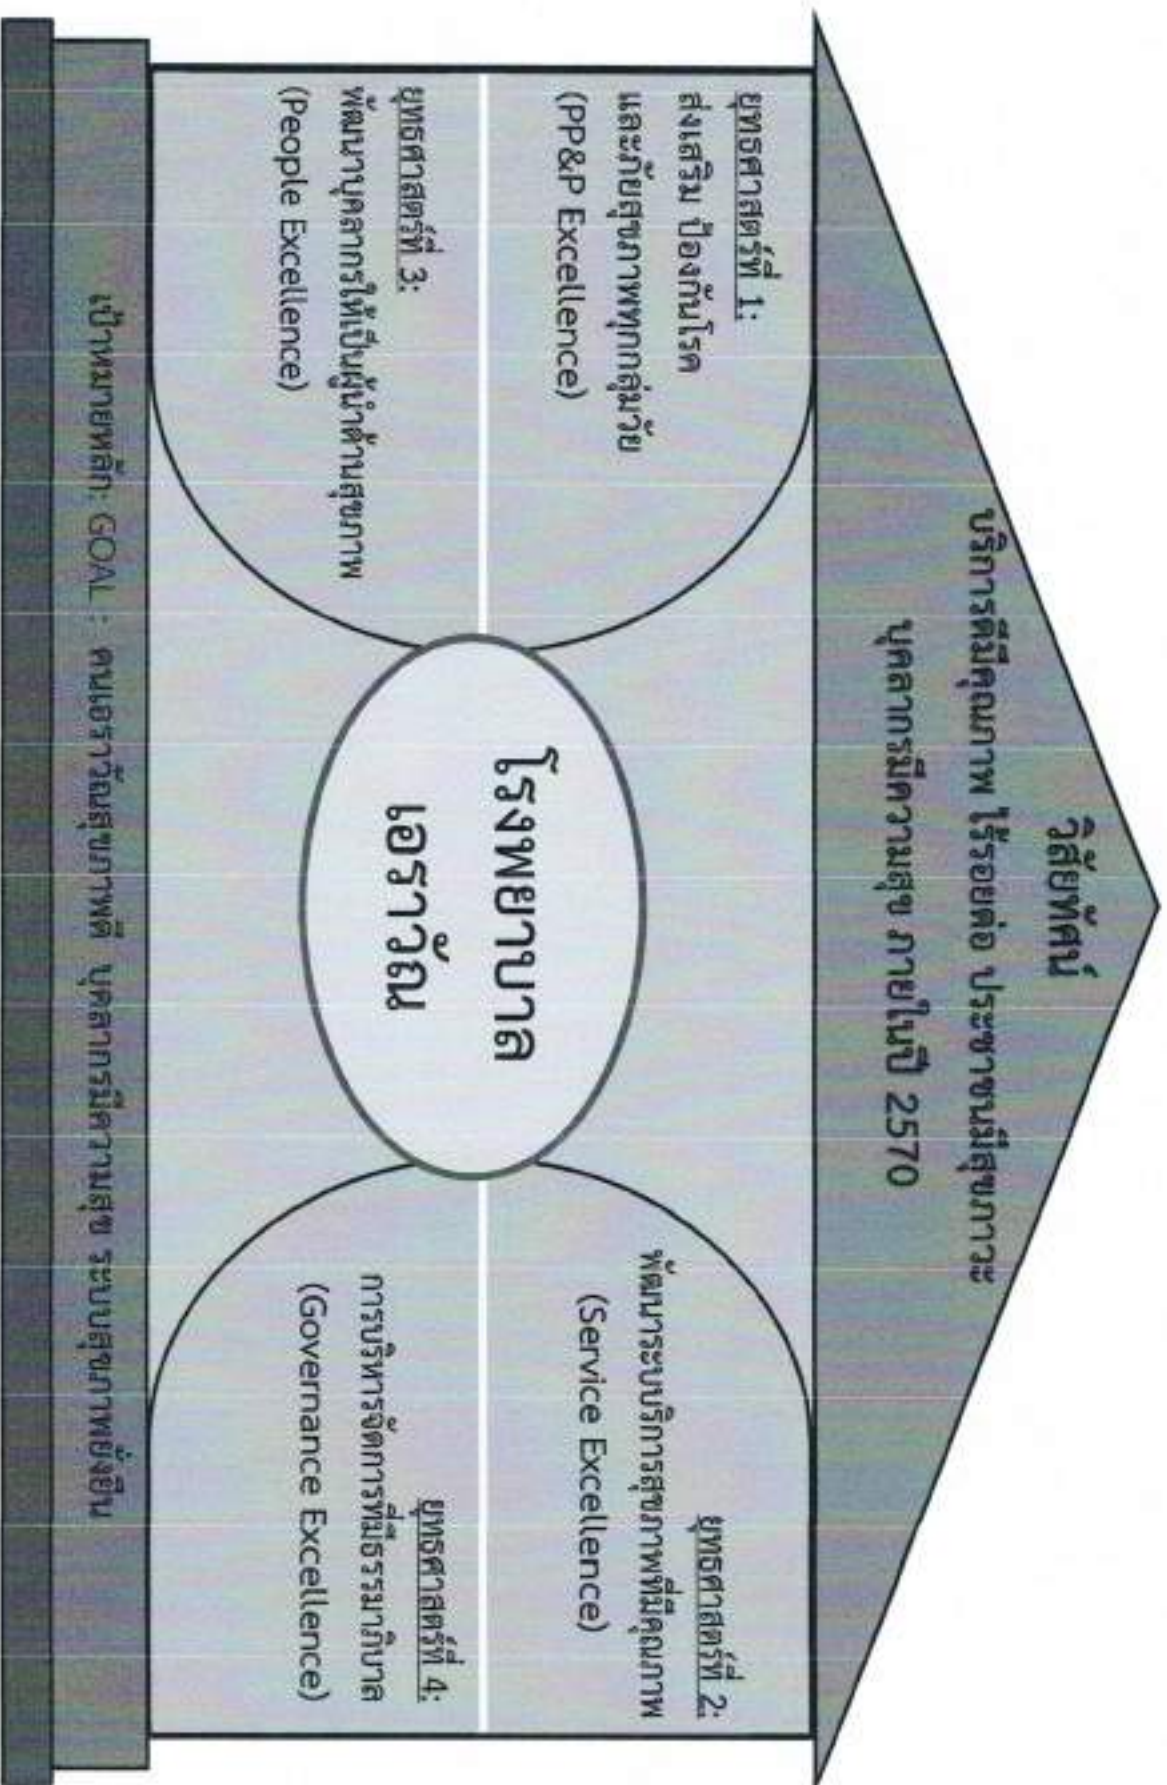 วิสัยทัศน์
บริการดีมีคุณภาพ ไร้รอยต่อ ประชาชนมีสุขภาวะ
บุคลากรมีความสุข ภายในปี 2570
ยุทธศาสตร์ที่ 1:
ส่งเสริม ป้องกันโรค
และภัยสุขภาพทุกกลุ่มวัย
(PP&P Excellence)
ยุทธศาสตร์ที่ 2:
พัฒนาระบบบริการสุขภาพที่มีคุณภาพ
(Service Excellence)
โรงพยาบาล
เอราวัณ
ยุทธศาสตร์ที่ 3:
พัฒนาบุคลากรให้เป็นผู้นำด้านสุขภาพ
(People Excellence)
ยุทธศาสตร์ที่ 4:
การบริหารจัดการที่มีธรรมาภิบาล
(Governance Excellence)
เป้าหมายหลัก: GOAL : คนเอราวัณสุขภาพดี บุคลากรมีความสุข ระบบสุขภาพยั่งยืน